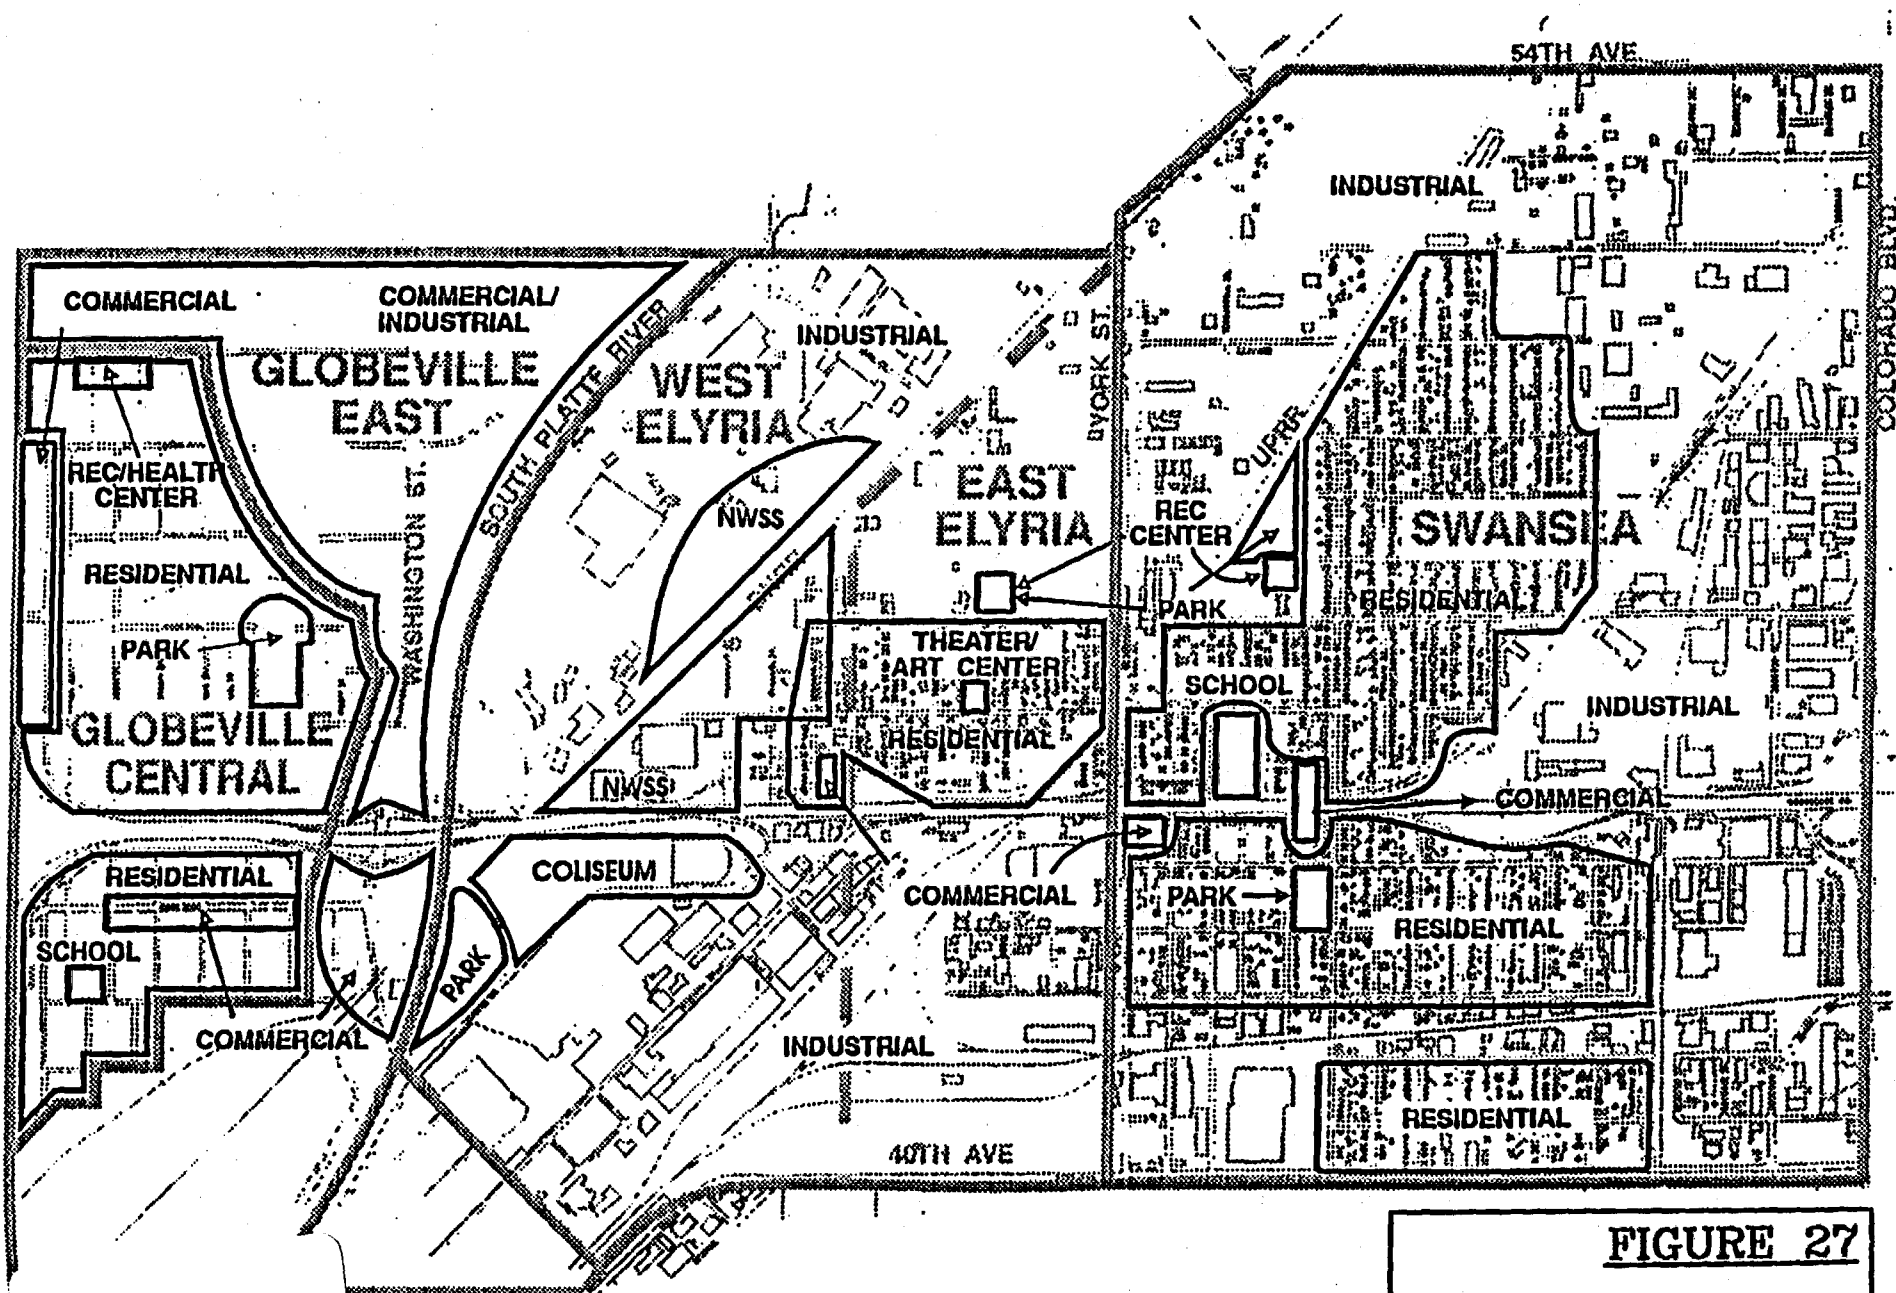 54TH AVE.
INDUSTRIAL
COLORADO BLVD.
COMMERCIAL
COMMERCIAL/
INDUSTRIAL
GLOBEVILLE
EAST
SOUTH PLATTE RIVER
WEST
ELYRIA
INDUSTRIAL
YORK ST.
UPRR
REC/HEALTH
CENTER
WASHINGTON ST.
NWSS
EAST
ELYRIA
REC
CENTER
SWANSEA
RESIDENTIAL
RESIDENTIAL
PARK
PARK
THEATER/
ART CENTER
SCHOOL
INDUSTRIAL
RESIDENTIAL
GLOBEVILLE
CENTRAL
NWSS
COMMERCIAL
RESIDENTIAL
COLISEUM
COMMERCIAL
PARK
RESIDENTIAL
SCHOOL
PARK
COMMERCIAL
INDUSTRIAL
RESIDENTIAL
40TH AVE
FIGURE 27